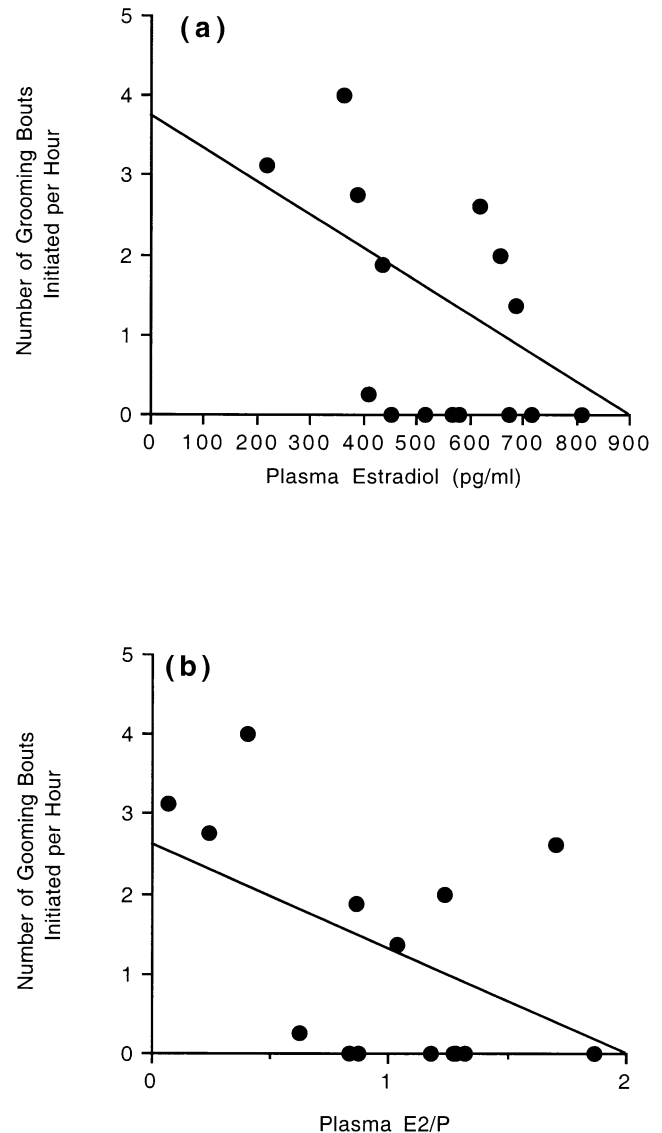 (a)
Number of Grooming Bouts
Initiated per Hour
5
4
3
2
1
0
0 100 200 300 400 500 600 700 800 900
Plasma Estradiol (pg/ml)
(b)
Number of Gooming Bouts
Initiated per Hour
5
4
3
2
1
0
0 1 2
Plasma E2/P